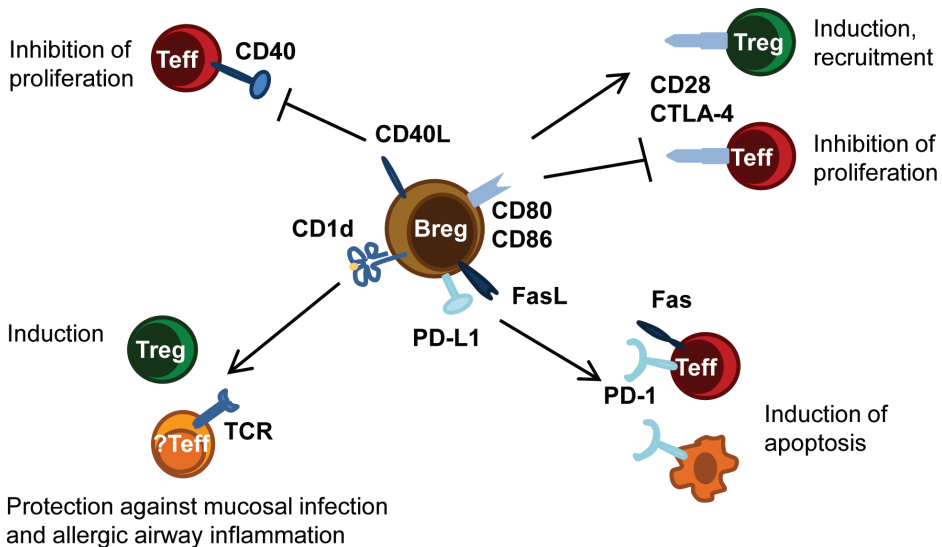 Inhibition of
proliferation
Teff
CD40
CD40L
Treg
Induction,
recruitment
CD28
CTLA-4
Teff
Inhibition of
proliferation
Breg
CD80
CD86
CD1d
FasL
PD-L1
Induction
Treg
?Teff
TCR
Protection against mucosal infection
and allergic airway inflammation
Fas
Teff
PD-1
Induction of
apoptosis